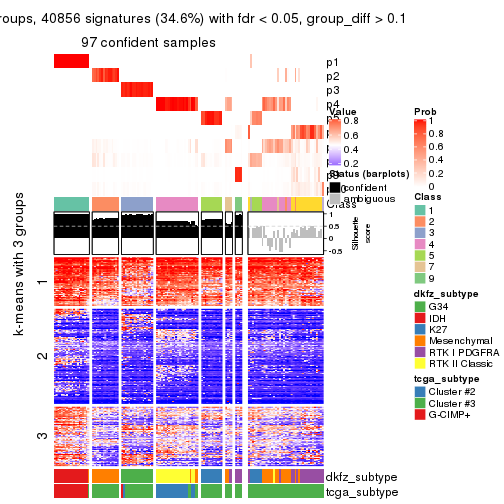 roups, 40856 signatures (34.6%) with fdr < 0.05, group_diff > 0.1
97 confident samples
p1
p2
p3
p4
Class
Value
0.8
0.6
0.4
0.2
Status (barplots)
confident
ambiguous
1
0.5
0
-0.5
Silhouette
score
k-means with 3 groups
1
2
3
Prob
1
0.8
0.6
0.4
0.2
0
Class
1
2
3
4
5
7
9
dkfz_subtype
G34
IDH
K27
Mesenchymal
RTK I PDGFRA
RTK II Classic
tcga_subtype
Cluster #2
Cluster #3
G-CIMP+
dkfz_subtype
tcga_subtype